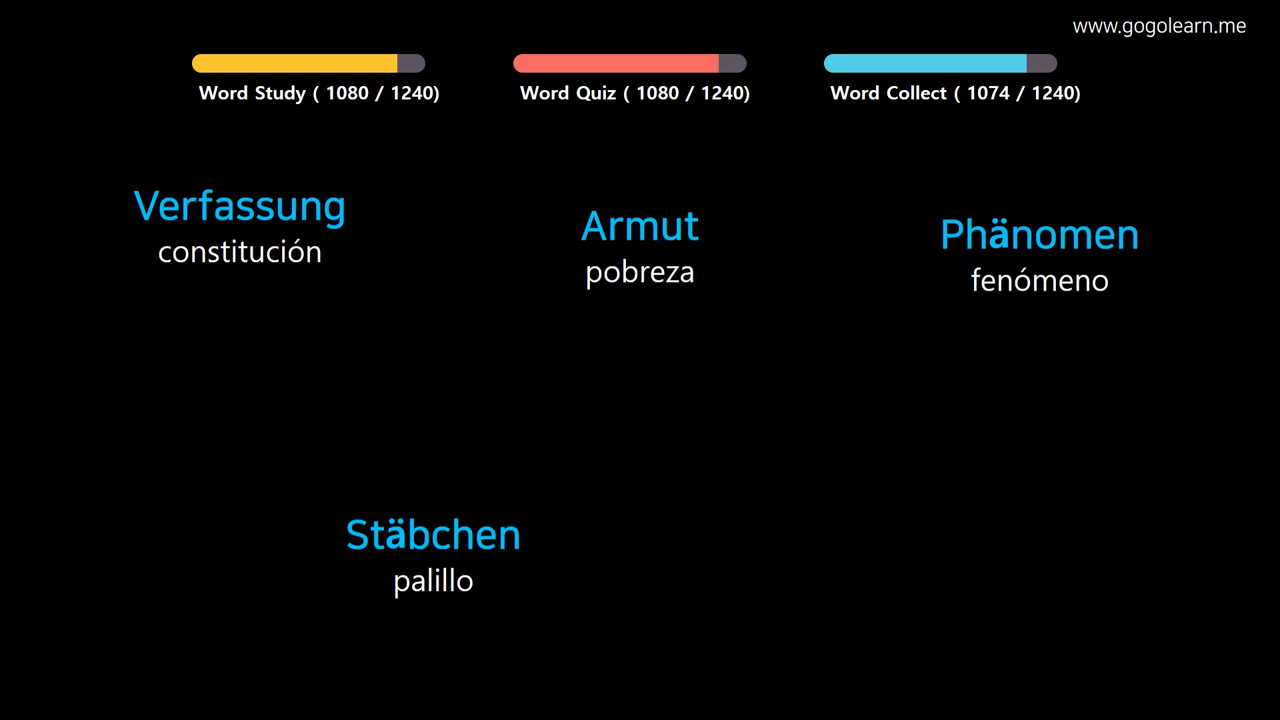 www.gogolearn.me
Word Study ( 1080 / 1240)
Word Quiz ( 1080 / 1240)
Word Collect ( 1074 / 1240)
Verfassung
constitución
Armut
pobreza
Phänomen
fenómeno
Stäbchen
palillo